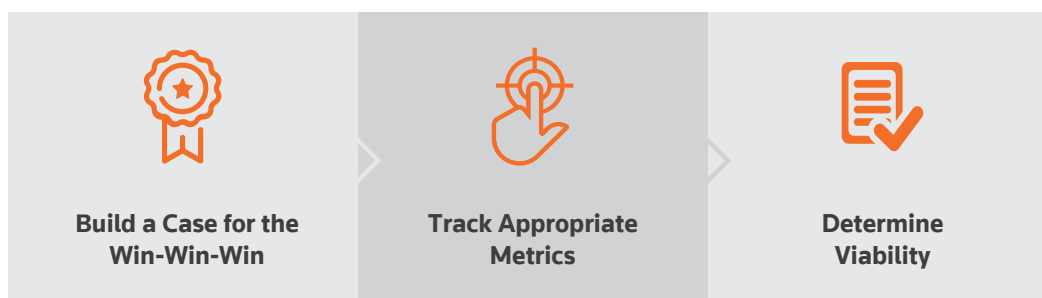 Build a Case for the
Win-Win-Win
Track Appropriate
Metrics
Determine
Viability